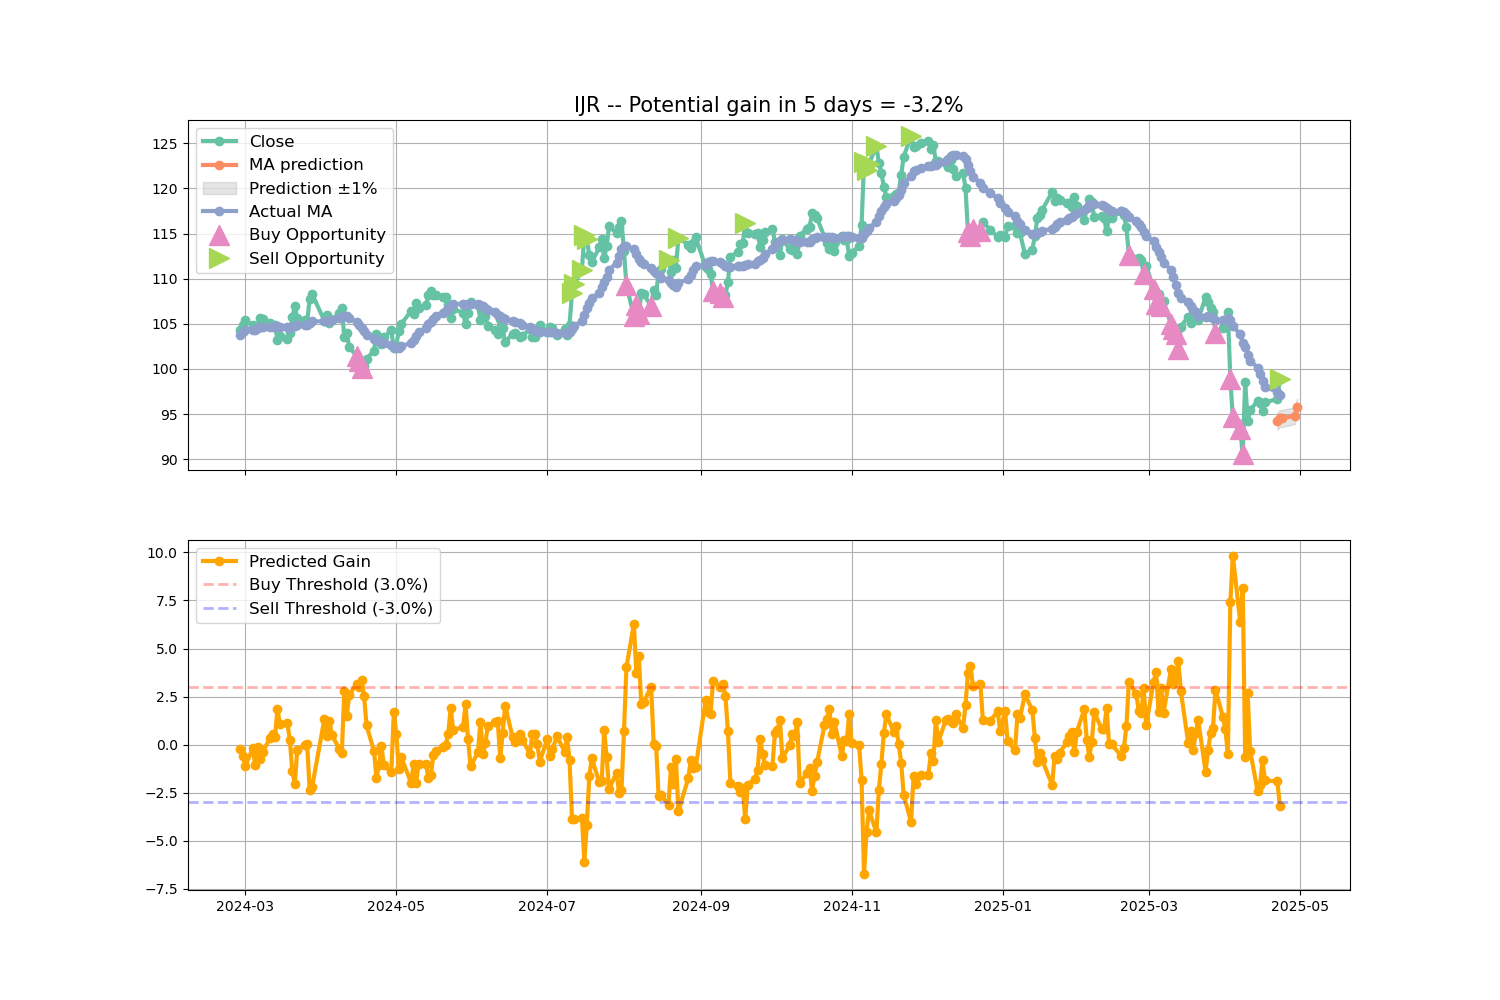 IJR -- Potential gain in 5 days = -3.2%
Close
MA prediction
Prediction ±1%
Actual MA
Buy Opportunity
Sell Opportunity
125
120
115
110
105
100
95
90
Predicted Gain
Buy Threshold (3.0%)
Sell Threshold (-3.0%)
10.0
7.5
5.0
2.5
0.0
−2.5
−5.0
−7.5
2024-03 2024-05 2024-07 2024-09 2024-11 2025-01 2025-03 2025-05